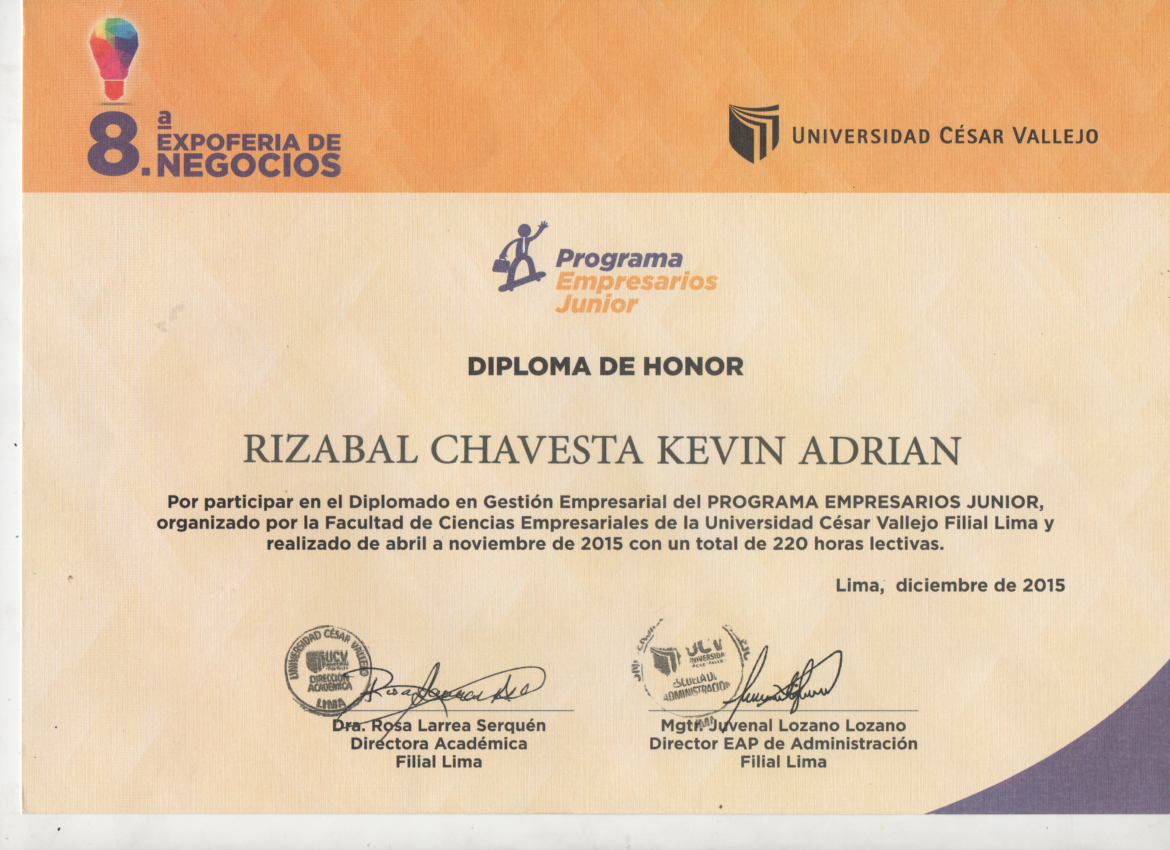 8.ª EXPOFERIA DE
NEGOCIOS
UNIVERSIDAD CÉSAR VALLEJO
Programa
Empresarios
Junior
DIPLOMA DE HONOR
RIZABAL CHAVESTA KEVIN ADRIAN
Por participar en el Diplomado en Gestión Empresarial del PROGRAMA EMPRESARIOS JUNIOR,
organizado por la Facultad de Ciencias Empresariales de la Universidad César Vallejo Filial Lima y
realizado de abril a noviembre de 2015 con un total de 220 horas lectivas.
Lima, diciembre de 2015
UNIVERSIDAD CÉSAR VALLEJO
UCV
DIRECCIÓN
ACADÉMICA
LIMA
UCV
UNIVERSIDAD
ESCUELA DE
ADMINISTRACIÓN
Dra. Rosa Larrea Serquén
Directora Académica
Filial Lima
Mgtr. Juvenal Lozano Lozano
Director EAP de Administración
Filial Lima